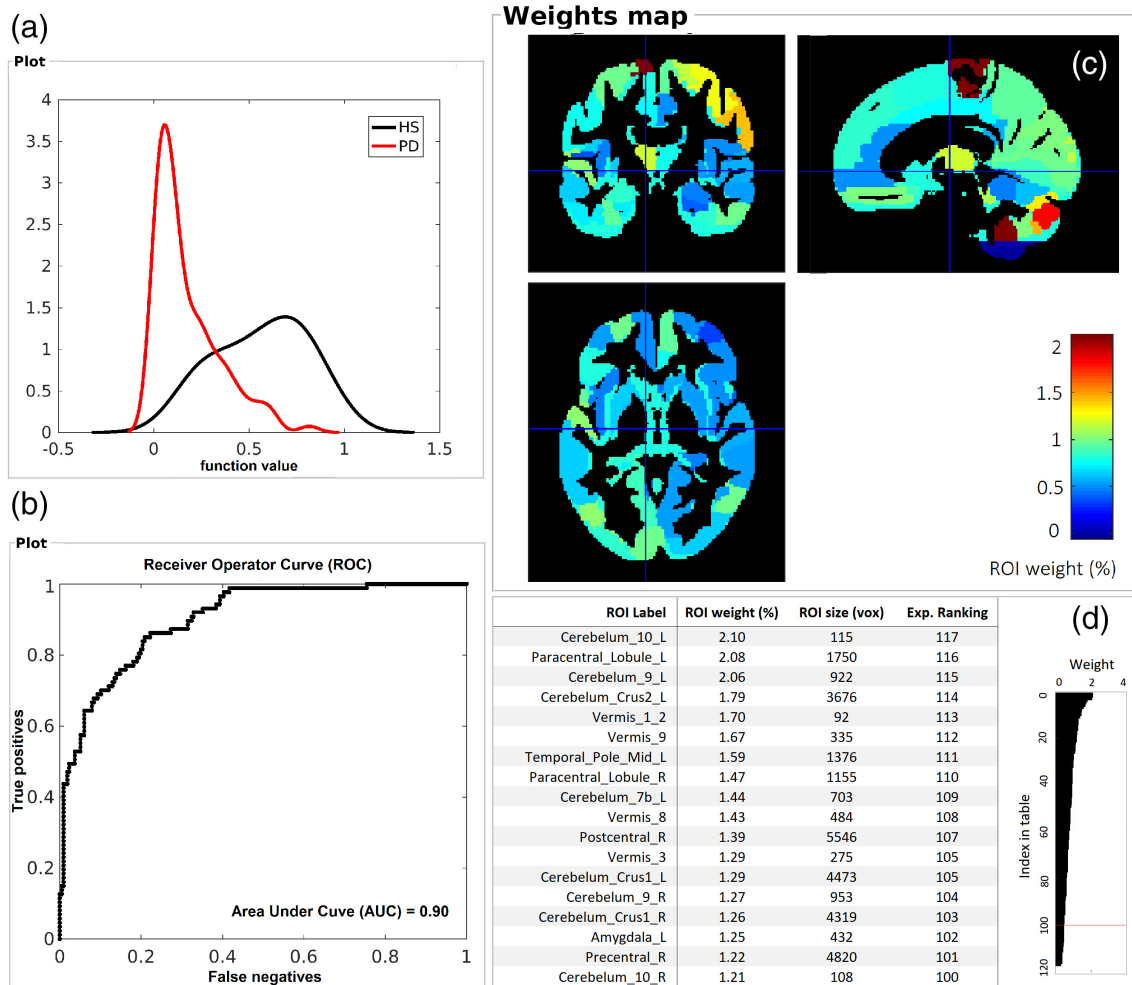 (a)
Plot
4
3.5
3
2.5
2
1.5
1
0.5
0
HS
PD
-0.5 0 0.5 1 1.5
function value
(b)
Plot
Receiver Operator Curve (ROC)
1
0.8
0.6
0.4
0.2
0
True positives
Area Under Cuve (AUC) = 0.90
0 0.2 0.4 0.6 0.8 1
False negatives
Weights map
(c)
2
1.5
1
0.5
0
ROI weight (%)
ROI Label ROI weight (%) ROI size (vox) Exp. Ranking
Cerebelum_10_L 2.10 115 117
Paracentral_Lobule_L 2.08 1750 116
Cerebelum_9_L 2.06 922 115
Cerebelum_Crus2_L 1.79 3676 114
Vermis_1_2 1.70 92 113
Vermis_9 1.67 335 112
Temporal_Pole_Mid_L 1.59 1376 111
Paracentral_Lobule_R 1.47 1155 110
Cerebelum_7b_L 1.44 703 109
Vermis_8 1.43 484 108
Postcentral_R 1.39 5546 107
Vermis_3 1.29 275 105
Cerebelum_Crus1_L 1.29 4473 105
Cerebelum_9_R 1.27 953 104
Cerebelum_Crus1_R 1.26 4319 103
Amygdala_L 1.25 432 102
Precentral_R 1.22 4820 101
Cerebelum_10_R 1.21 108 100
(d)
Weight
0 2 4
0
20
40
60
80
100
120
Index in table